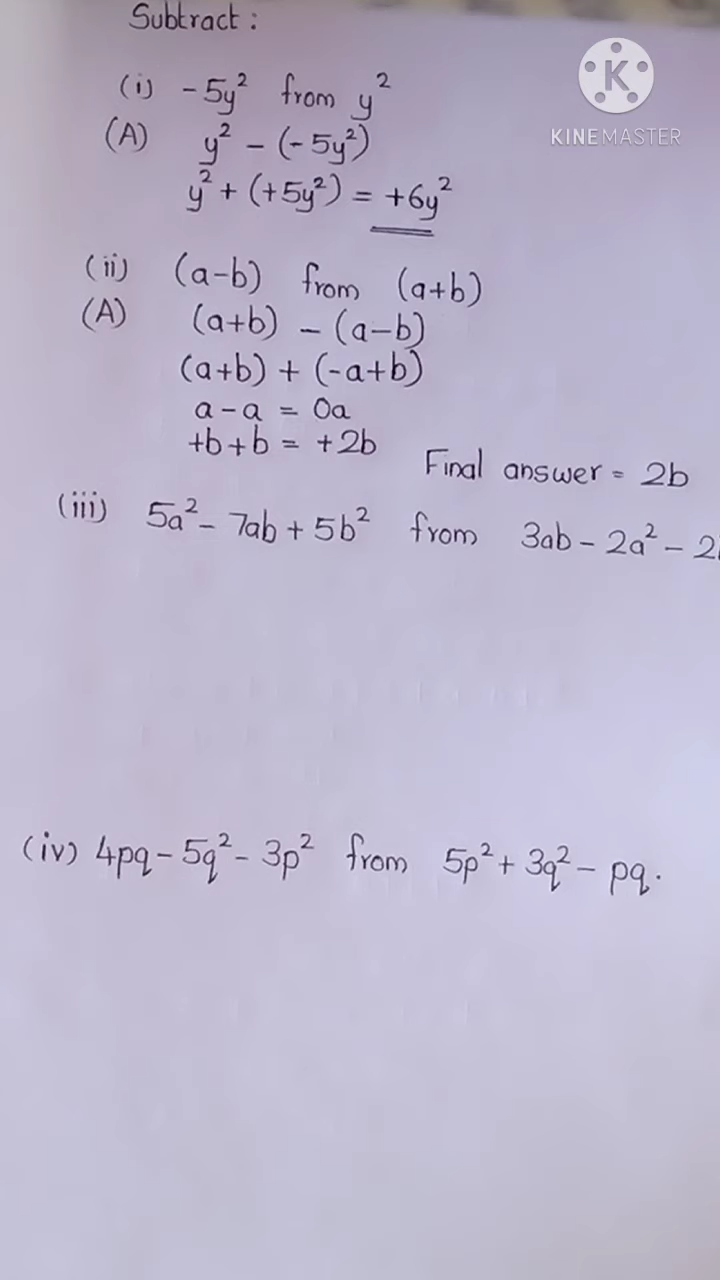 Subtract :
K
KINEMASTER
(i) -5y² from y²
(A) y² - (-5y²)
y² + (+5y²) = +6y²
(ii) (a-b) from (a+b)
(A) (a+b) - (a-b)
(a+b) + (-a+b)
a - a = 0a
+b+b = +2b Final answer = 2b
(iii) 5a² - 7ab + 5b² from 3ab - 2a² - 2
(iv) 4pq - 5q² - 3p² from 5p² + 3q² - pq.